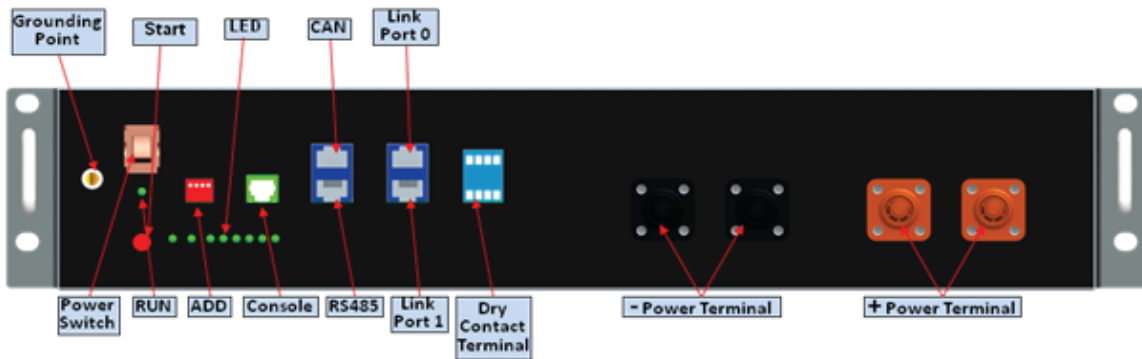 Grounding
Point
Start
LED
CAN
Link
Port 0
Power
Switch
RUN
ADD
Console
RS485
Link
Port 1
Dry
Contact
Terminal
- Power Terminal
+ Power Terminal